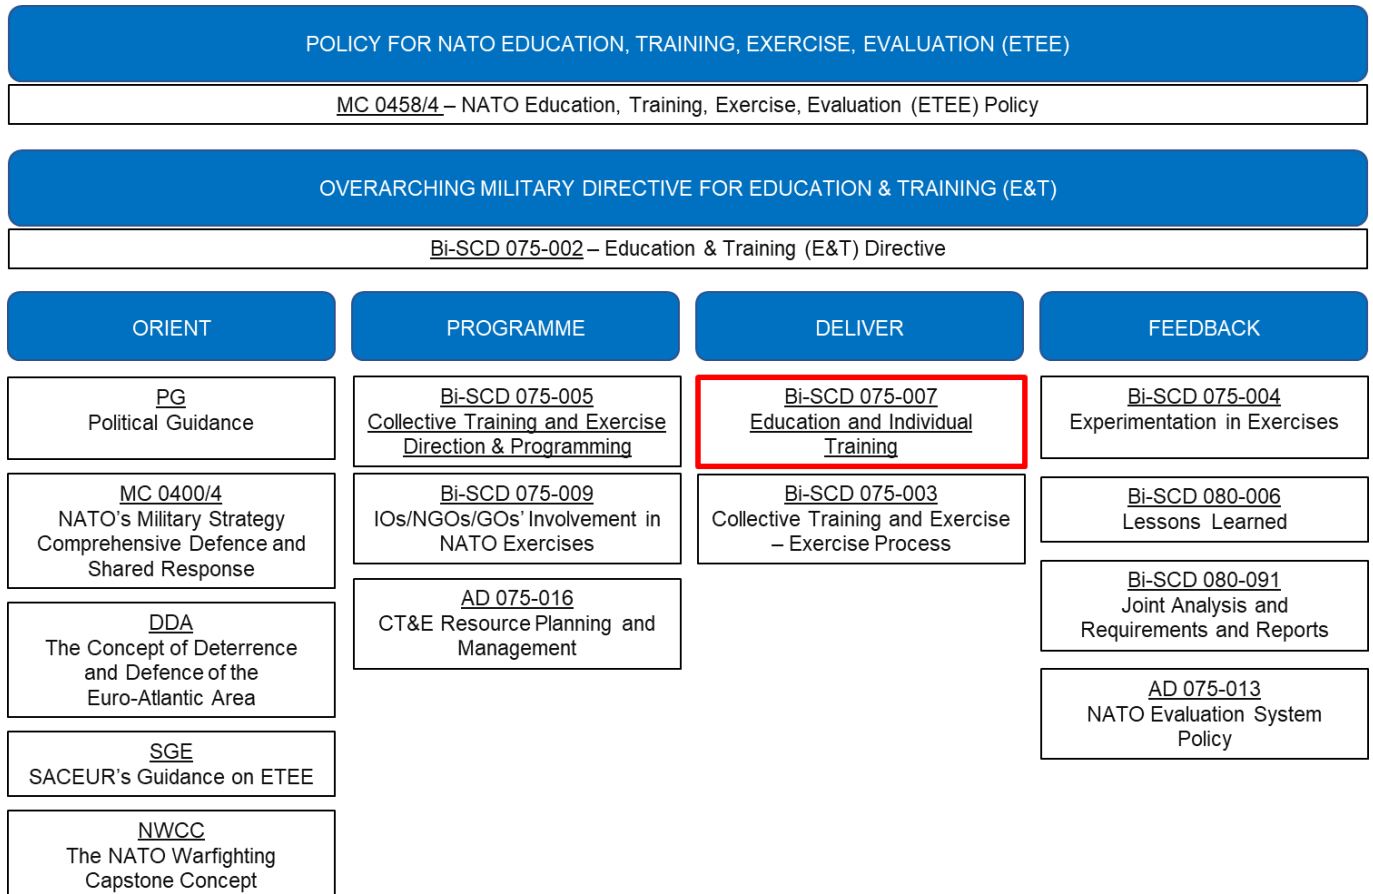 POLICY FOR NATO EDUCATION, TRAINING, EXERCISE, EVALUATION (ETEE)
MC 0458/4 – NATO Education, Training, Exercise, Evaluation (ETEE) Policy
OVERARCHING MILITARY DIRECTIVE FOR EDUCATION & TRAINING (E&T)
Bi-SCD 075-002 – Education & Training (E&T) Directive
ORIENT
PG
Political Guidance
MC 0400/4
NATO's Military Strategy
Comprehensive Defence and
Shared Response
DDA
The Concept of Deterrence
and Defence of the
Euro-Atlantic Area
SGE
SACEUR's Guidance on ETEE
NWCC
The NATO Warfighting
Capstone Concept
PROGRAMME
Bi-SCD 075-005
Collective Training and Exercise
Direction & Programming
Bi-SCD 075-009
IOs/NGOs/GOs' Involvement in
NATO Exercises
AD 075-016
CT&E Resource Planning and
Management
DELIVER
Bi-SCD 075-007
Education and Individual
Training
Bi-SCD 075-003
Collective Training and Exercise
– Exercise Process
FEEDBACK
Bi-SCD 075-004
Experimentation in Exercises
Bi-SCD 080-006
Lessons Learned
Bi-SCD 080-091
Joint Analysis and
Requirements and Reports
AD 075-013
NATO Evaluation System
Policy